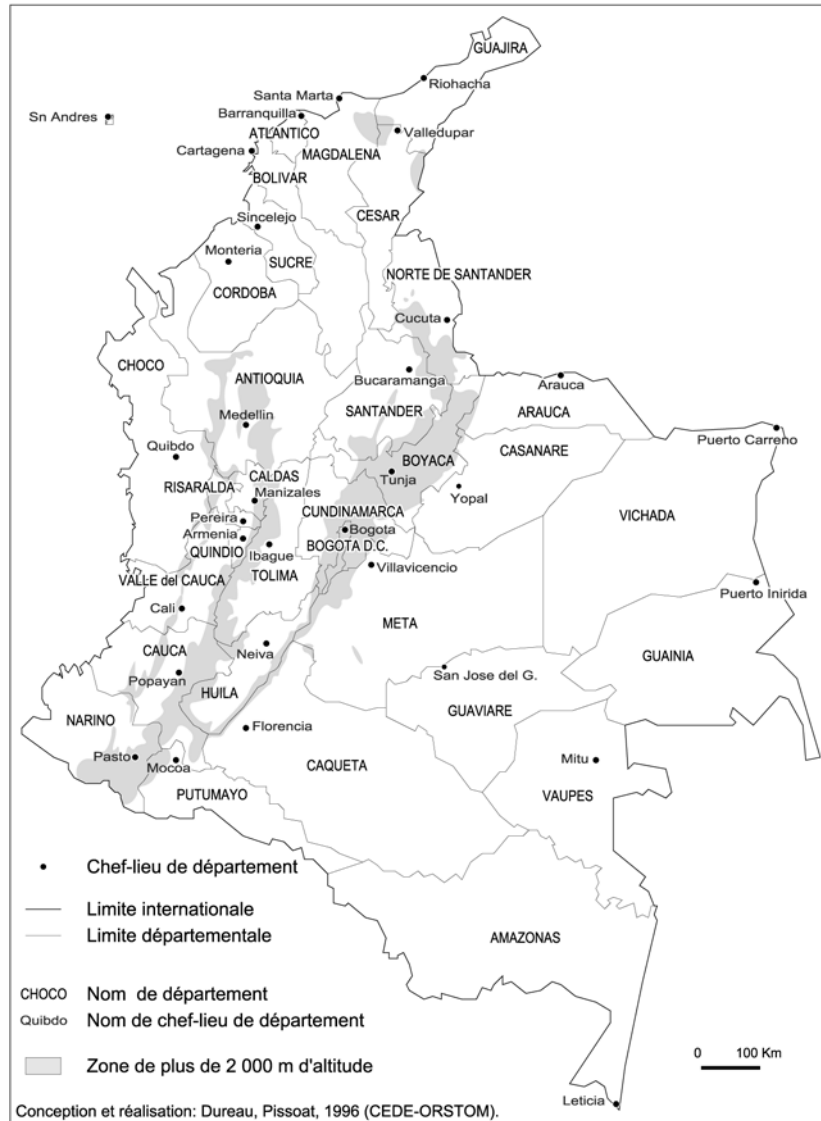 GUAJIRA
Riohacha
Santa Marta
Sn Andres
Barranquilla
ATLANTICO
Valledupar
Cartagena
MAGDALENA
BOLIVAR
CESAR
Sincelejo
Monteria
SUCRE
NORTE DE SANTANDER
CORDOBA
Cucuta
CHOCO
ANTIOQUIA
Bucaramanga
Arauca
SANTANDER
ARAUCA
Medellin
Puerto Carreno
Quibdo
BOYACA
CASANARE
Tunja
RISARALDA
CALDAS
Manizales
Yopal
CUNDINAMARCA
VICHADA
Pereira
Bogota
Armenia
BOGOTA D.C.
QUINDIO
Ibague
Villavicencio
TOLIMA
VALLE del CAUCA
Puerto Inirida
Cali
META
CAUCA
Neiva
GUAINIA
Popayan
San Jose del G.
HUILA
GUAVIARE
NARINO
Florencia
Pasto
Mocoa
CAQUETA
Mitu
PUTUMAYO
VAUPES
Chef-lieu de département
Limite internationale
Limite départementale
AMAZONAS
CHOCO Nom de département
Quibdo Nom de chef-lieu de département
Zone de plus de 2 000 m d'altitude
0 100 Km
Leticia
Conception et réalisation: Dureau, Pissoat, 1996 (CEDE-ORSTOM).